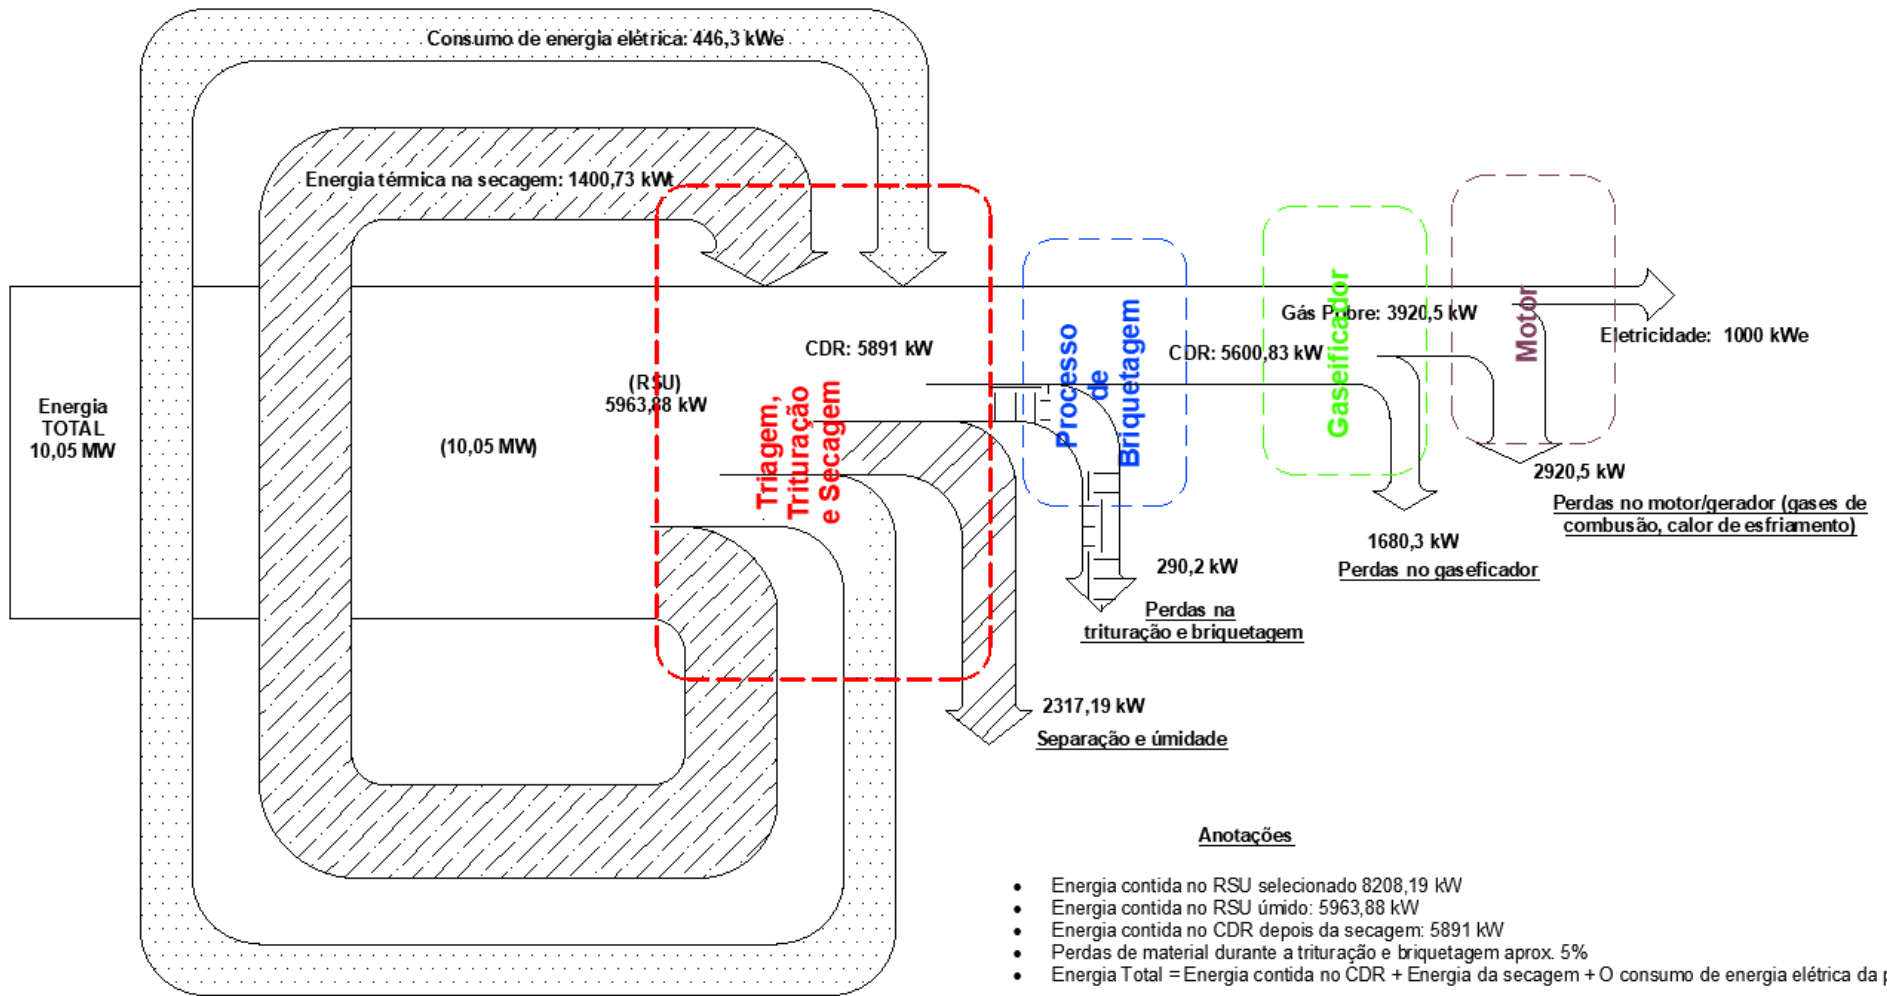 Consumo de energia elétrica: 446,3 kWe
Energia térmica na secagem: 1400,73 kWt
Energia
TOTAL
10,05 MW
(10,05 MW)
(RSU)
5963,88 kW
CDR: 5891 kW
Triagem,
Trituração
e Secagem
Processo
de
Briquetagem
CDR: 5600,83 kW
Gaseificador
Gás Pobre: 3920,5 kW
Motor
Eletricidade: 1000 kWe
2920,5 kW
Perdas no motor/gerador (gases de
combusão, calor de esfriamento)
1680,3 kW
Perdas no gaseficador
290,2 kW
Perdas na
trituração e briquetagem
2317,19 kW
Separação e úmidade
Anotações
• Energia contida no RSU selecionado 8208,19 kW
• Energia contida no RSU úmido: 5963,88 kW
• Energia contida no CDR depois da secagem: 5891 kW
• Perdas de material durante a trituração e briquetagem aprox. 5%
• Energia Total = Energia contida no CDR + Energia da secagem + O consumo de energia elétrica da